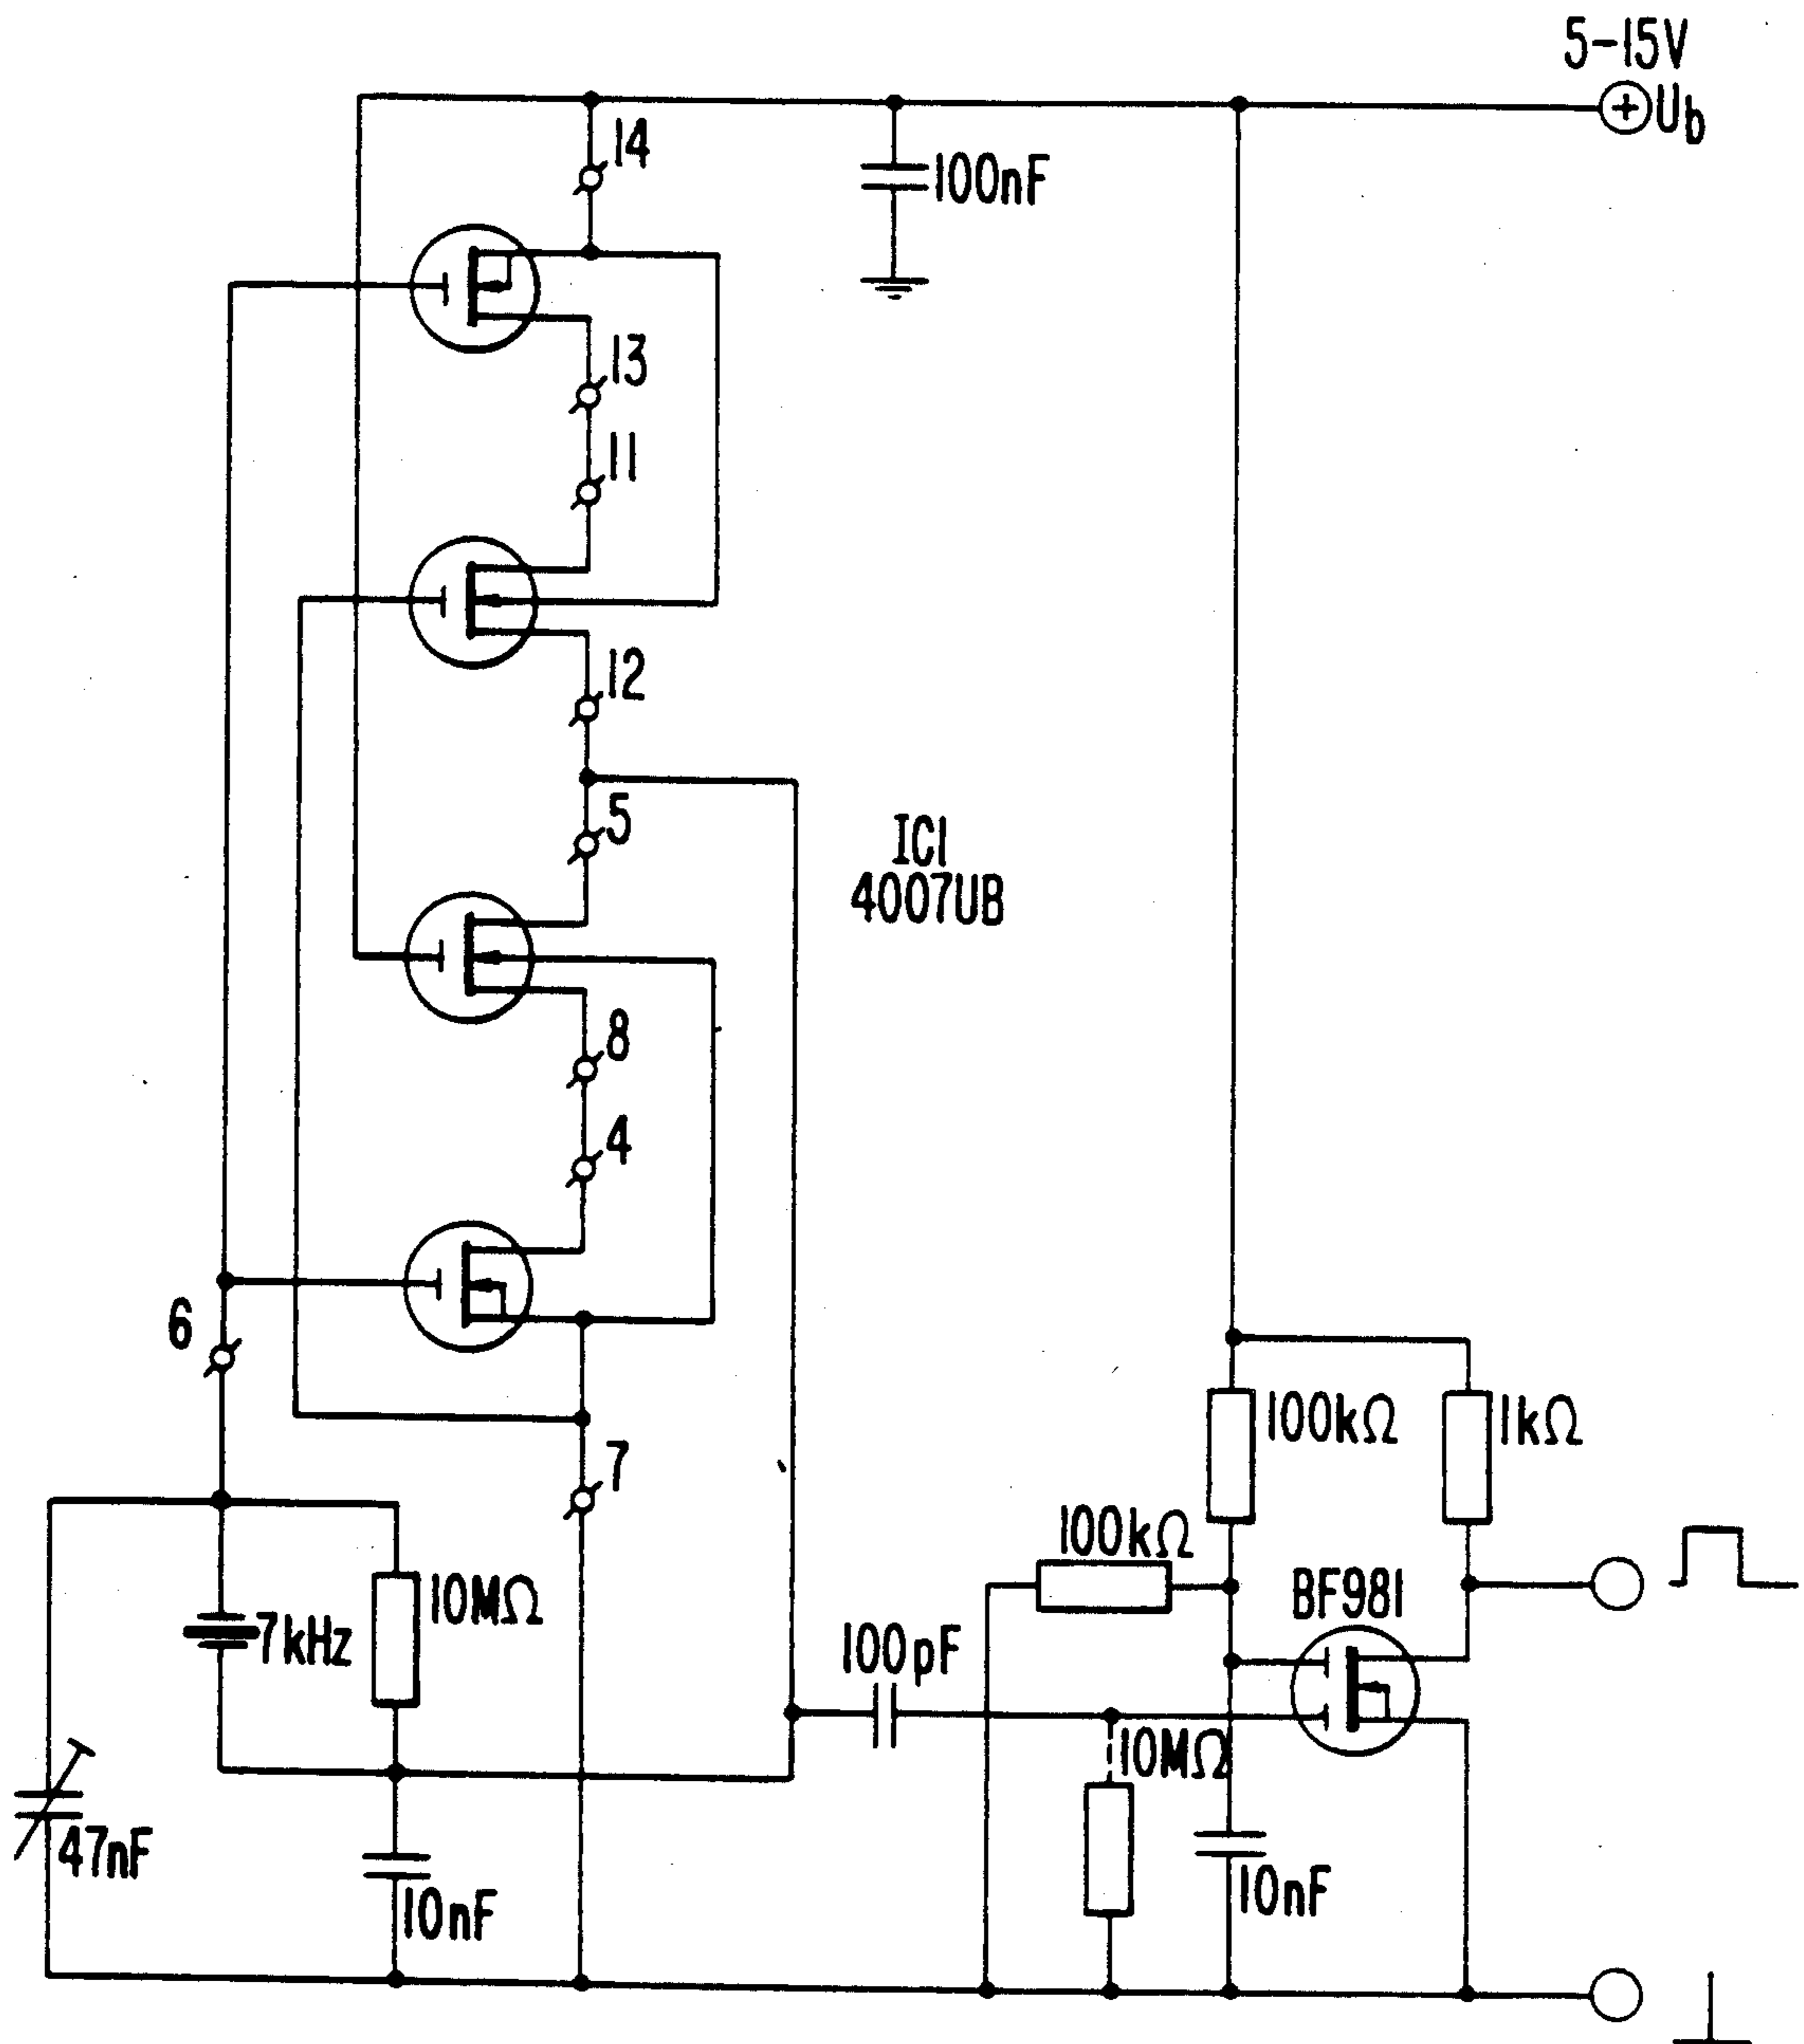 5-15V
Ub
14
100nF
13
11
12
5
IC1
4007UB
8
4
6
7
100kΩ
1kΩ
100kΩ
10MΩ
BF981
7kHz
100pF
10MΩ
47nF
10nF
10nF